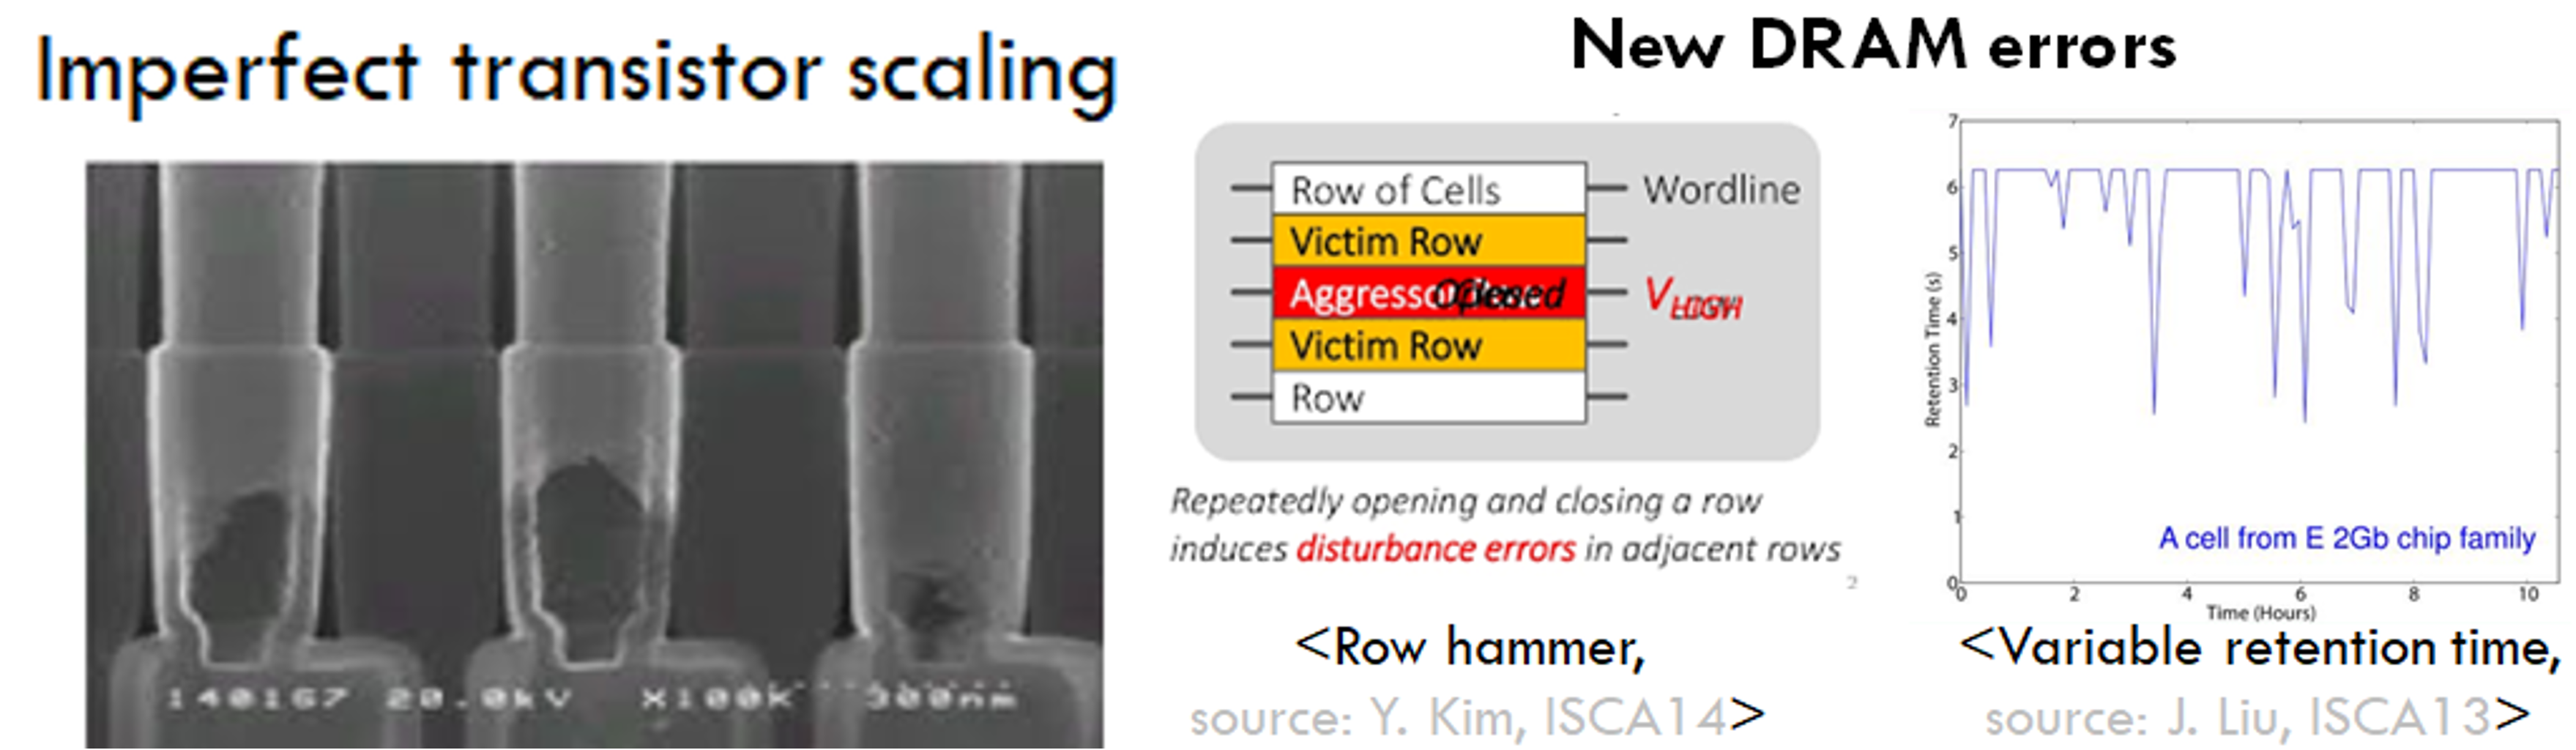 Imperfect transistor scaling
140167 20.0kV X100K 300nm
New DRAM errors
Row of Cells
Wordline
Victim Row
Victim Row
Row
Repeatedly opening and closing a row
induces disturbance errors in adjacent rows
2
<Row hammer,
source: Y. Kim, ISCA14>
7
6
5
4
3
2
1
0
Retention Time (s)
A cell from E 2Gb chip family
0 2 4 6 8 10
Time (Hours)
<Variable retention time,
source: J. Liu, ISCA13>